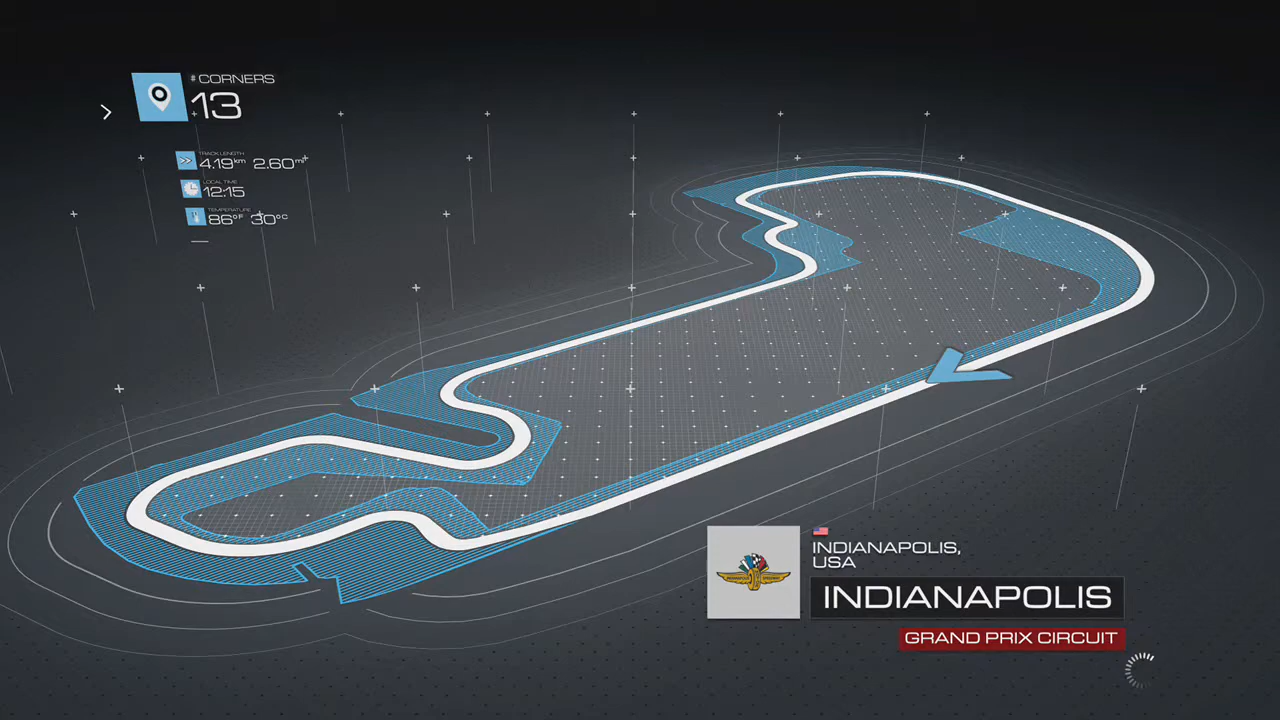 # CORNERS
13
TRACK LENGTH
4.19km 2.60mi
LOCAL TIME
12:15
TEMPERATURE
86°F 30°C
INDIANAPOLIS,
USA
INDIANAPOLIS
GRAND PRIX CIRCUIT